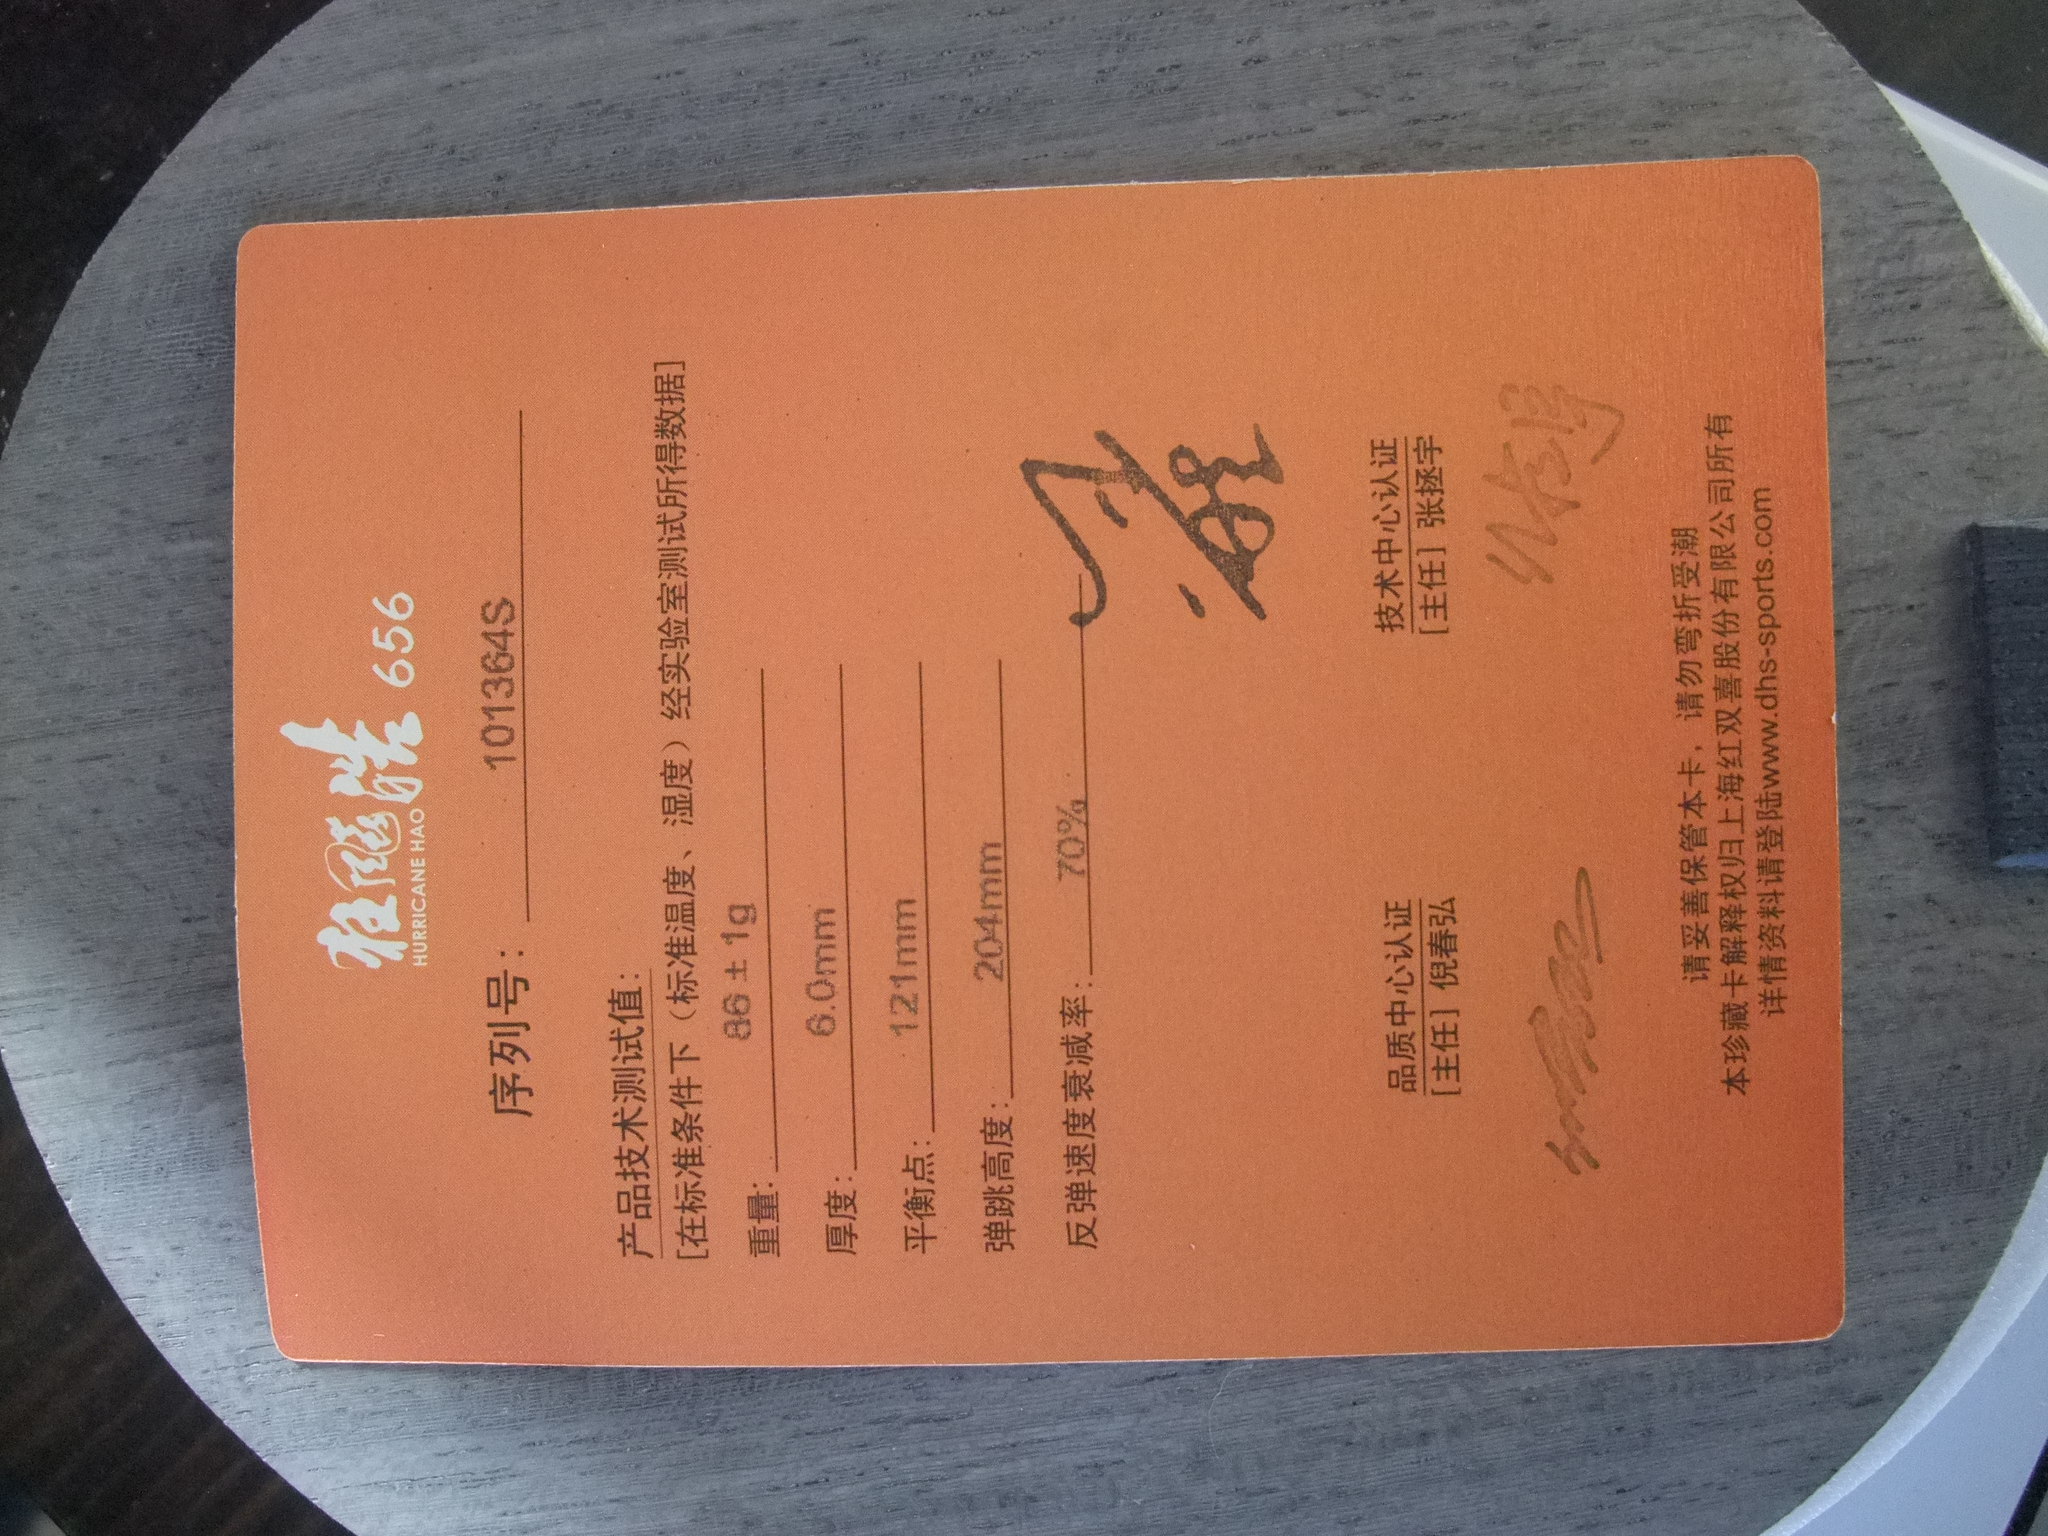 狂飚皓 656
HURRICANE HAO
序列号: 101364S
产品技术测试值:
[在标准条件下（标准温度、湿度）经实验室测试所得数据]
重量: 86±1g
厚度: 6.0mm
平衡点: 121mm
弹跳高度: 204mm
反弹速度衰减率: 70%
品质中心认证 技术中心认证
[主任] 倪春弘 [主任] 张拯宇
请妥善保管本卡，请勿弯折受潮
本珍藏卡解释权归上海红双喜股份有限公司所有
详情资料请登陆www.dhs-sports.com